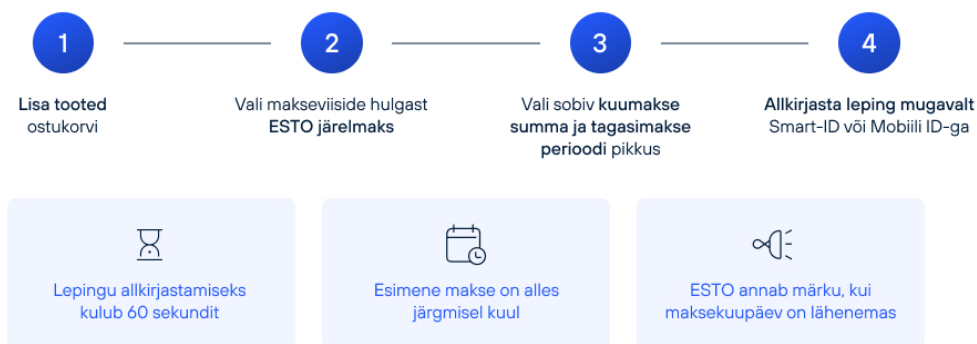 1
2
3
4
Lisa tooted
ostukorvi
Vali makseviiside hulgast
ESTO järelmaks
Vali sobiv kuumakse
summa ja tagasimakse
perioodi pikkus
Allkirjasta leping mugavalt
Smart-ID või Mobiili ID-ga
Lepingu allkirjastamiseks
kulub 60 sekundit
Esimene makse on alles
järgmisel kuul
ESTO annab märku, kui
maksekuupäev on lähenemas